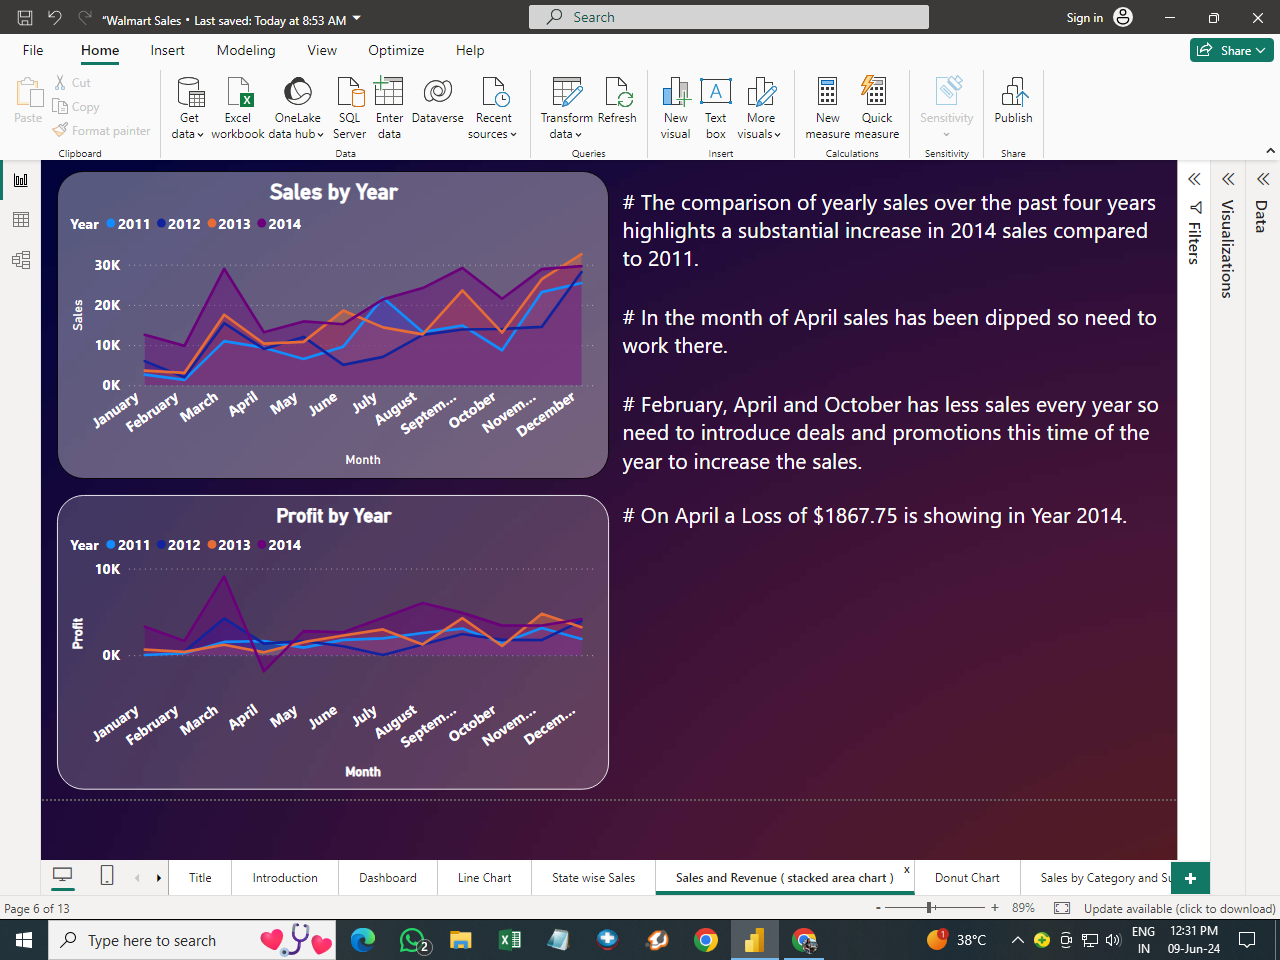 "Walmart Sales • Last saved: Today at 8:53 AM
Search
Sign in
File Home Insert Modeling View Optimize Help
Share
Paste
Cut
Copy
Format painter
Clipboard
Get data
Excel workbook
OneLake data hub
SQL Server
Enter data
Dataverse
Recent sources
Data
Transform data
Refresh
Queries
New visual
Text box
More visuals
Insert
New measure
Quick measure
Calculations
Sensitivity
Sensitivity
Publish
Share
Sales by Year
Year 2011 2012 2013 2014
30K
20K
10K
0K
Sales
January February March April May June July August Septem... October Novem... December
Month
Profit by Year
Year 2011 2012 2013 2014
10K
0K
Profit
January February March April May June July August Septem... October Novem... Decem...
Month
# The comparison of yearly sales over the past four years
highlights a substantial increase in 2014 sales compared
to 2011.
# In the month of April sales has been dipped so need to
work there.
# February, April and October has less sales every year so
need to introduce deals and promotions this time of the
year to increase the sales.
# On April a Loss of $1867.75 is showing in Year 2014.
Filters
Visualizations
Data
Title Introduction Dashboard Line Chart State wise Sales Sales and Revenue ( stacked area chart ) x Donut Chart Sales by Category and Su
+
Page 6 of 13
- + 89%
Update available (click to download)
Type here to search
2
1
38°C
ENG
IN
12:31 PM
09-Jun-24